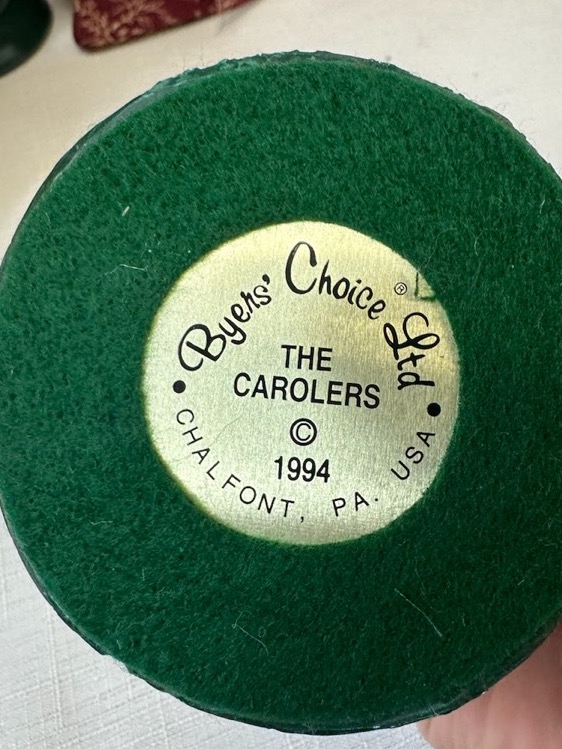 Byers' Choice® Ltd
THE
CAROLERS
©
1994
• CHALFONT, PA. USA •